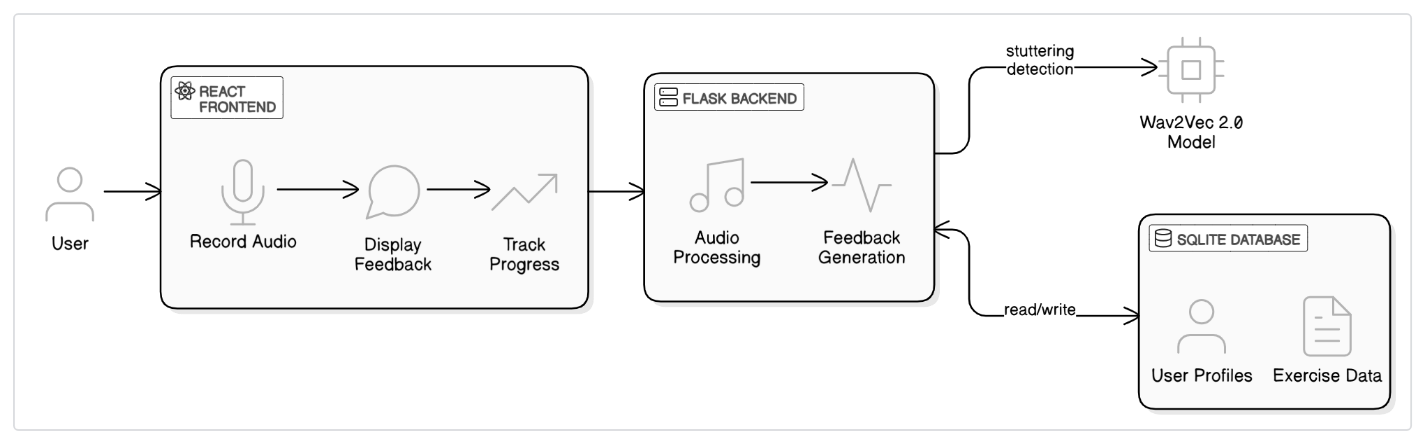 User
REACT
FRONTEND
Record Audio
Display
Feedback
Track
Progress
FLASK BACKEND
Audio
Processing
Feedback
Generation
stuttering
detection
Wav2Vec 2.0
Model
read/write
SQLITE DATABASE
User Profiles
Exercise Data